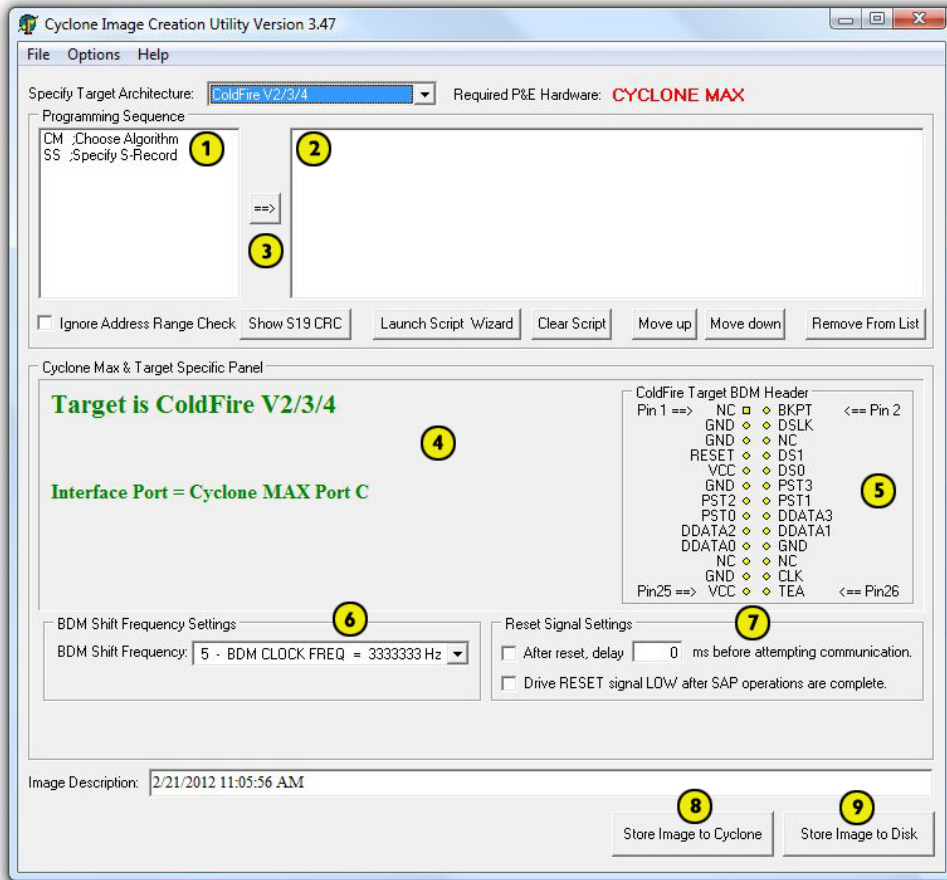 Cyclone Image Creation Utility Version 3.47
File Options Help
Specify Target Architecture: ColdFire V2/3/4 Required P&E Hardware: CYCLONE MAX
Programming Sequence
CM ;Choose Algorithm
SS ;Specify S-Record
1
2
==>
3
Ignore Address Range Check Show S19 CRC Launch Script Wizard Clear Script Move up Move down Remove From List
Cyclone Max & Target Specific Panel
Target is ColdFire V2/3/4
Interface Port = Cyclone MAX Port C
4
ColdFire Target BDM Header
Pin 1 ==> NC BKPT <== Pin 2
GND DSLK
GND NC
RESET DS1
VCC DS0
GND PST3
PST2 PST1
PST0 DDATA3
DDATA2 DDATA1
DDATA0 GND
NC NC
GND CLK
Pin25 ==> VCC TEA <== Pin26
5
BDM Shift Frequency Settings
6
BDM Shift Frequency: 5 - BDM CLOCK FREQ = 3333333 Hz
Reset Signal Settings
7
After reset, delay 0 ms before attempting communication.
Drive RESET signal LOW after SAP operations are complete.
Image Description: 2/21/2012 11:05:56 AM
8
9
Store Image to Cyclone Store Image to Disk